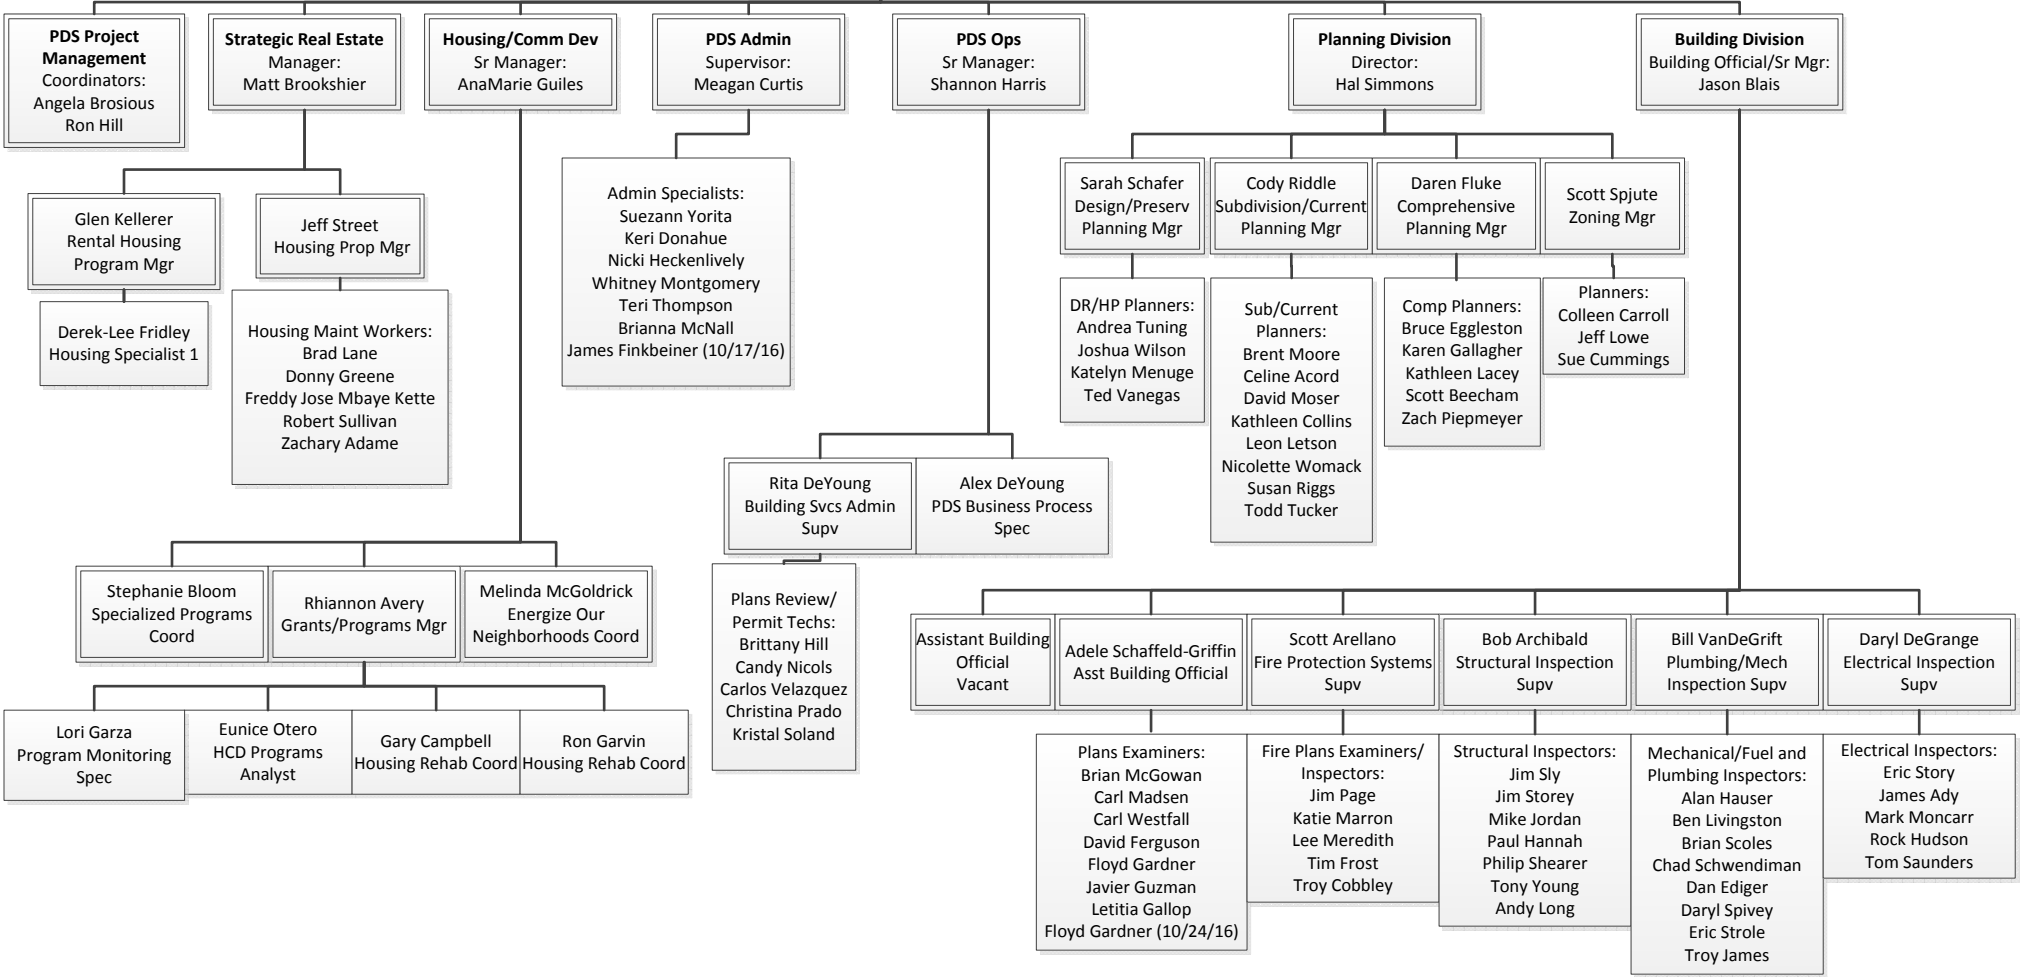 PDS Project
Management
Coordinators:
Angela Brosious
Ron Hill
Strategic Real Estate
Manager:
Matt Brookshier
Housing/Comm Dev
Sr Manager:
AnaMarie Guiles
PDS Admin
Supervisor:
Meagan Curtis
PDS Ops
Sr Manager:
Shannon Harris
Planning Division
Director:
Hal Simmons
Building Division
Building Official/Sr Mgr:
Jason Blais
Glen Kellerer
Rental Housing
Program Mgr
Jeff Street
Housing Prop Mgr
Derek-Lee Fridley
Housing Specialist 1
Housing Maint Workers:
Brad Lane
Donny Greene
Freddy Jose Mbaye Kette
Robert Sullivan
Zachary Adame
Admin Specialists:
Suezann Yorita
Keri Donahue
Nicki Heckenlively
Whitney Montgomery
Teri Thompson
Brianna McNall
James Finkbeiner (10/17/16)
Sarah Schafer
Design/Preserv
Planning Mgr
Cody Riddle
Subdivision/Current
Planning Mgr
Daren Fluke
Comprehensive
Planning Mgr
Scott Spjute
Zoning Mgr
DR/HP Planners:
Andrea Tuning
Joshua Wilson
Katelyn Menuge
Ted Vanegas
Sub/Current
Planners:
Brent Moore
Celine Acord
David Moser
Kathleen Collins
Leon Letson
Nicolette Womack
Susan Riggs
Todd Tucker
Comp Planners:
Bruce Eggleston
Karen Gallagher
Kathleen Lacey
Scott Beecham
Zach Piepmeyer
Planners:
Colleen Carroll
Jeff Lowe
Sue Cummings
Rita DeYoung
Building Svcs Admin
Supv
Alex DeYoung
PDS Business Process
Spec
Plans Review/
Permit Techs:
Brittany Hill
Candy Nicols
Carlos Velazquez
Christina Prado
Kristal Soland
Stephanie Bloom
Specialized Programs
Coord
Rhiannon Avery
Grants/Programs Mgr
Melinda McGoldrick
Energize Our
Neighborhoods Coord
Lori Garza
Program Monitoring
Spec
Eunice Otero
HCD Programs
Analyst
Gary Campbell
Housing Rehab Coord
Ron Garvin
Housing Rehab Coord
Assistant Building
Official
Vacant
Adele Schaffeld-Griffin
Asst Building Official
Scott Arellano
Fire Protection Systems
Supv
Bob Archibald
Structural Inspection
Supv
Bill VanDeGrift
Plumbing/Mech
Inspection Supv
Daryl DeGrange
Electrical Inspection
Supv
Plans Examiners:
Brian McGowan
Carl Madsen
Carl Westfall
David Ferguson
Floyd Gardner
Javier Guzman
Letitia Gallop
Floyd Gardner (10/24/16)
Fire Plans Examiners/
Inspectors:
Jim Page
Katie Marron
Lee Meredith
Tim Frost
Troy Cobbley
Structural Inspectors:
Jim Sly
Jim Storey
Mike Jordan
Paul Hannah
Philip Shearer
Tony Young
Andy Long
Mechanical/Fuel and
Plumbing Inspectors:
Alan Hauser
Ben Livingston
Brian Scoles
Chad Schwendiman
Dan Ediger
Daryl Spivey
Eric Strole
Troy James
Electrical Inspectors:
Eric Story
James Ady
Mark Moncarr
Rock Hudson
Tom Saunders